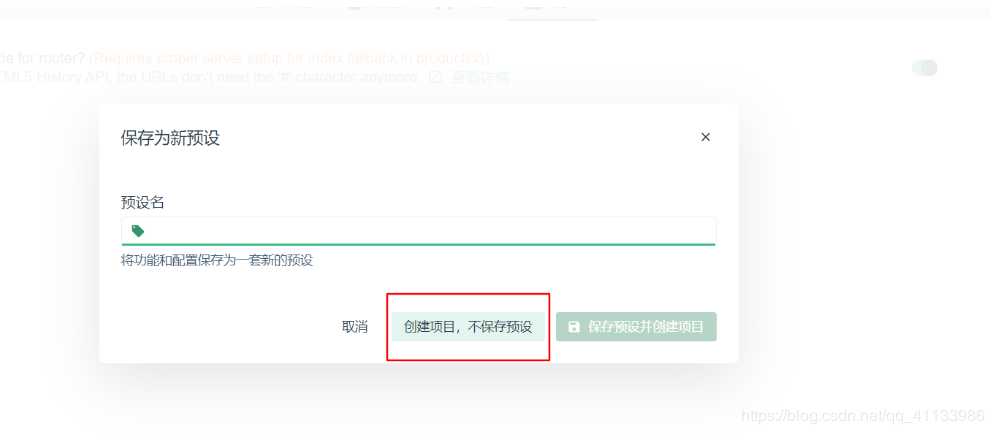 de for router? (Requires proper server setup for index fallback in production)
TML5 History API, the URLs don't need the '#' character anymore. 查看详情
保存为新预设
×
预设名
将功能和配置保存为一套新的预设
取消 创建项目，不保存预设 保存预设并创建项目
https://blog.csdn.net/qq_41133986